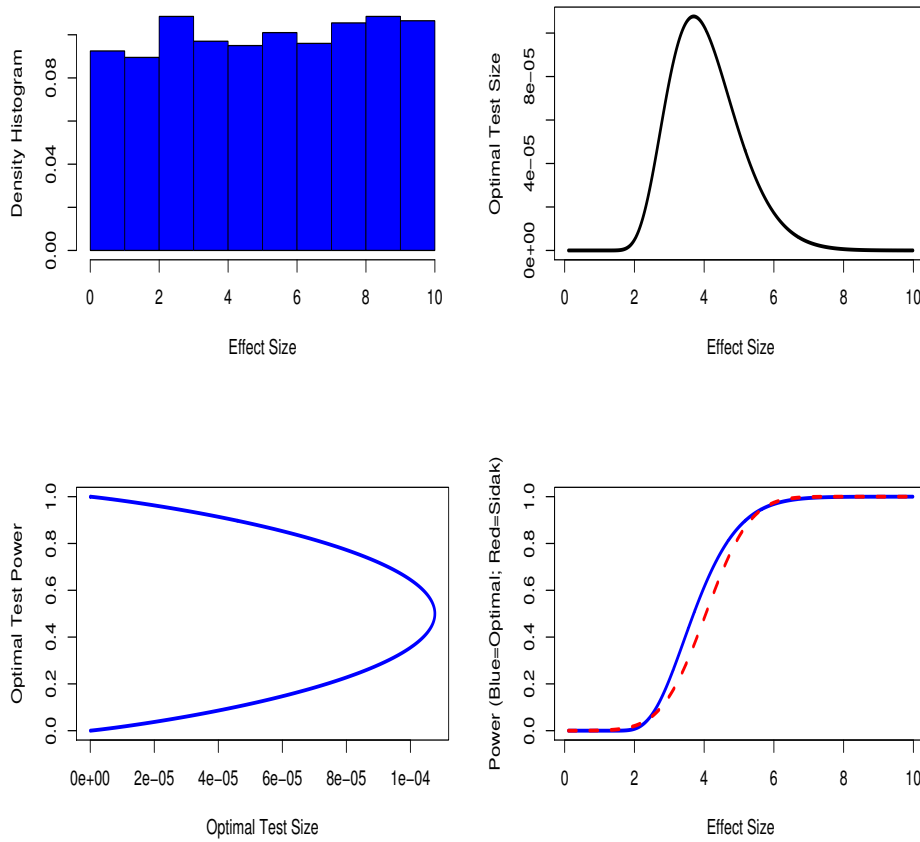 Density Histogram
0.00 0.04 0.08
0 2 4 6 8 10
Effect Size
Optimal Test Size
0e+00 4e−05 8e−05
0 2 4 6 8 10
Effect Size
Optimal Test Power
0.0 0.2 0.4 0.6 0.8 1.0
0e+00 2e−05 4e−05 6e−05 8e−05 1e−04
Optimal Test Size
Power (Blue=Optimal; Red=Sidak)
0.0 0.2 0.4 0.6 0.8 1.0
0 2 4 6 8 10
Effect Size